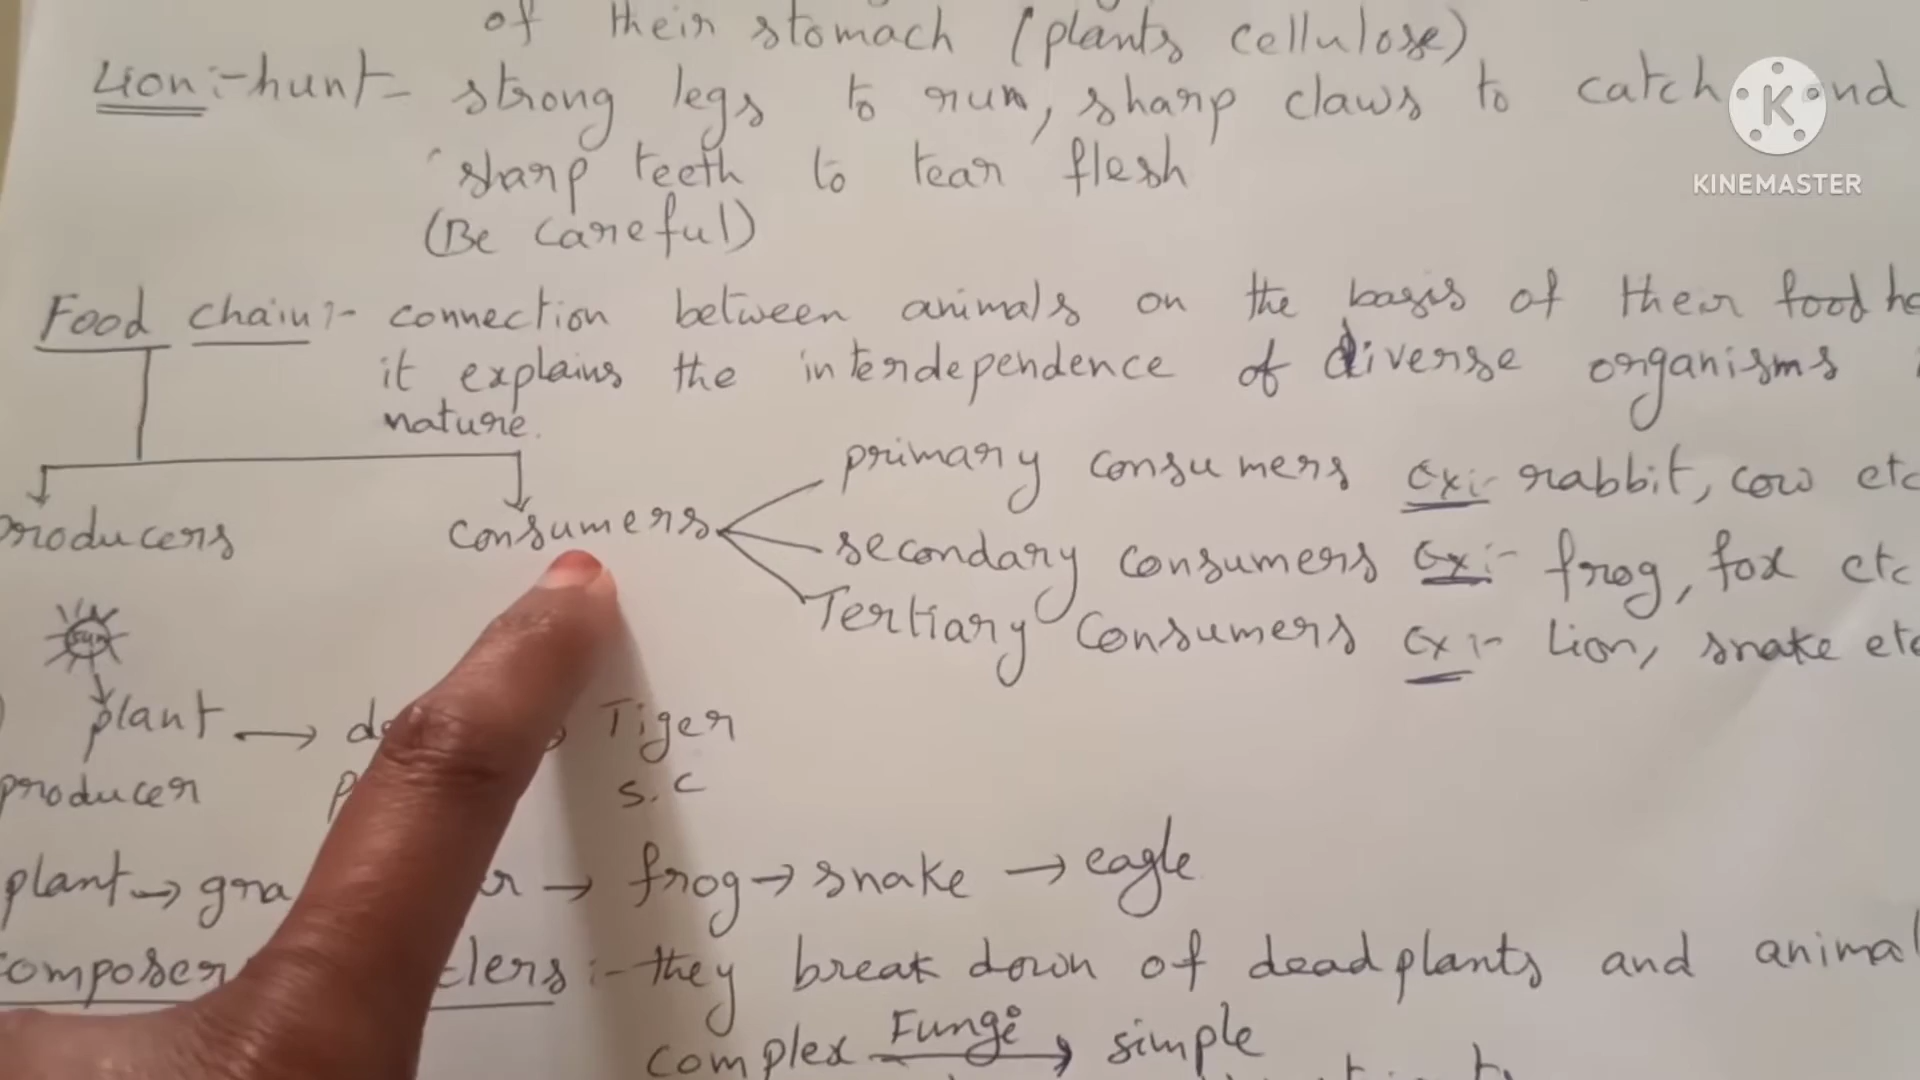 of their stomach (plants cellulose)
Lion :- hunt - strong legs to run, sharp claws to catch and
sharp teeth to tear flesh
(Be careful)
Food chain :- connection between animals on the basis of their food
it explains the interdependence of diverse organisms
nature.
producers
consumers
primary consumers ex:- rabbit, cow etc
secondary consumers ex:- frog, fox etc
Tertiary consumers ex:- Lion, snake etc
sun
plant → Tiger
producer s.c
plant → → frog → snake → eagle
:- they break down of dead plants and animal
complex Fungi → simple
K
KINEMASTER